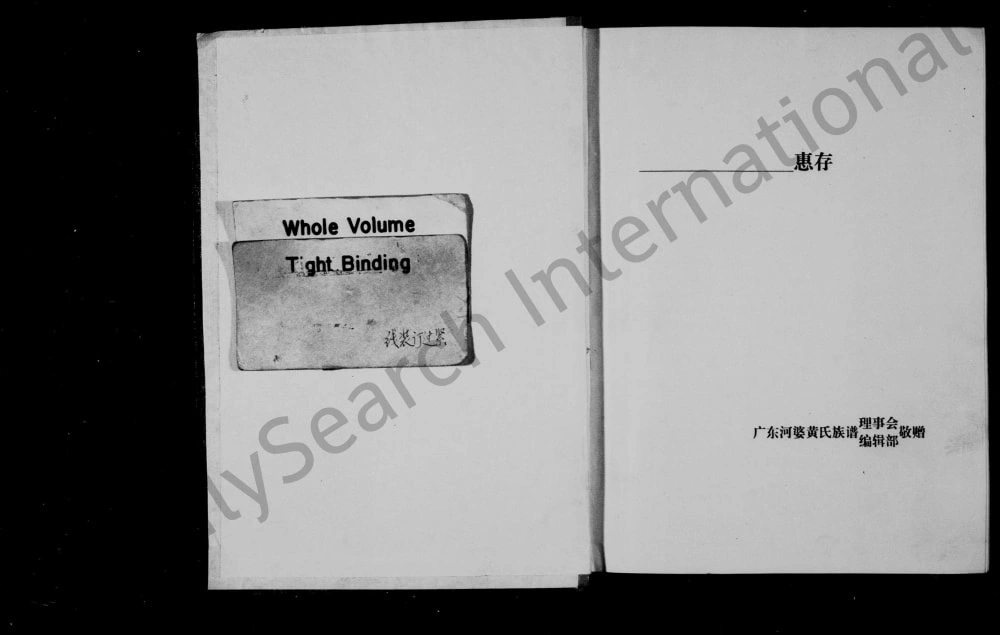 Whole Volume
Tight Binding
线装订过紧
惠存
广东河婆黄氏族谱理事会编辑部敬赠
lySearch International